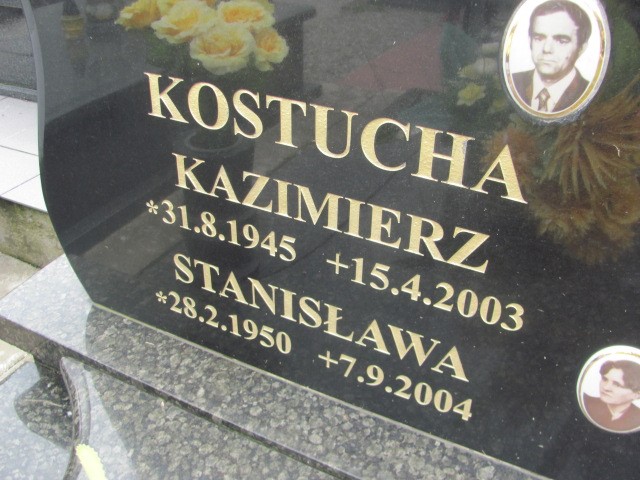 KOSTUCHA
KAZIMIERZ
*31.8.1945 +15.4.2003
STANISŁAWA
*28.2.1950 +7.9.2004